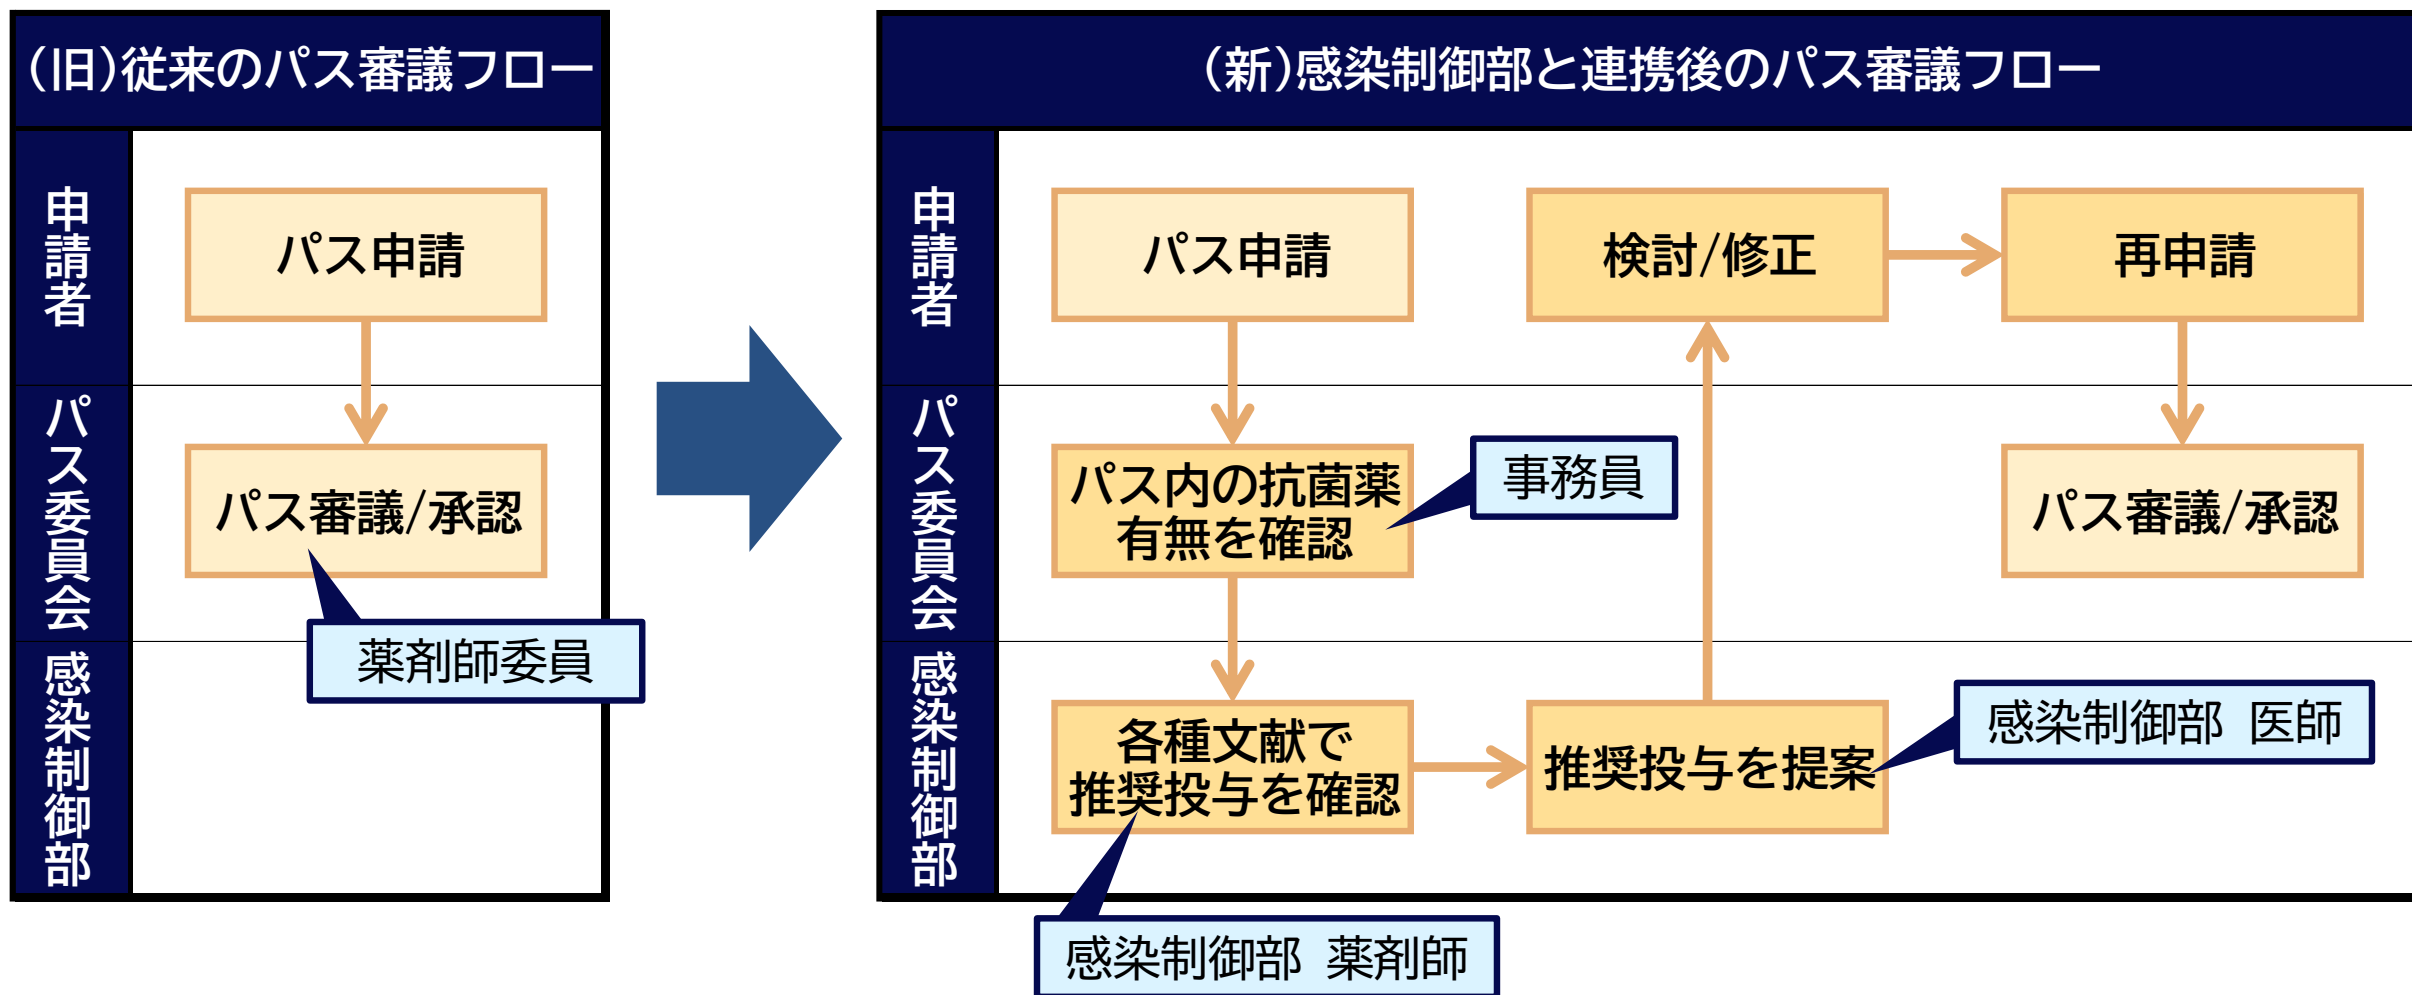 （旧）従来のパス審議フロー
申請者
パス申請
パス委員会
パス審議/承認
薬剤師委員
感染制御部
（新）感染制御部と連携後のパス審議フロー
申請者
パス申請
検討/修正
再申請
パス委員会
パス内の抗菌薬
有無を確認
事務員
パス審議/承認
感染制御部
各種文献で
推奨投与を確認
推奨投与を提案
感染制御部 医師
感染制御部 薬剤師